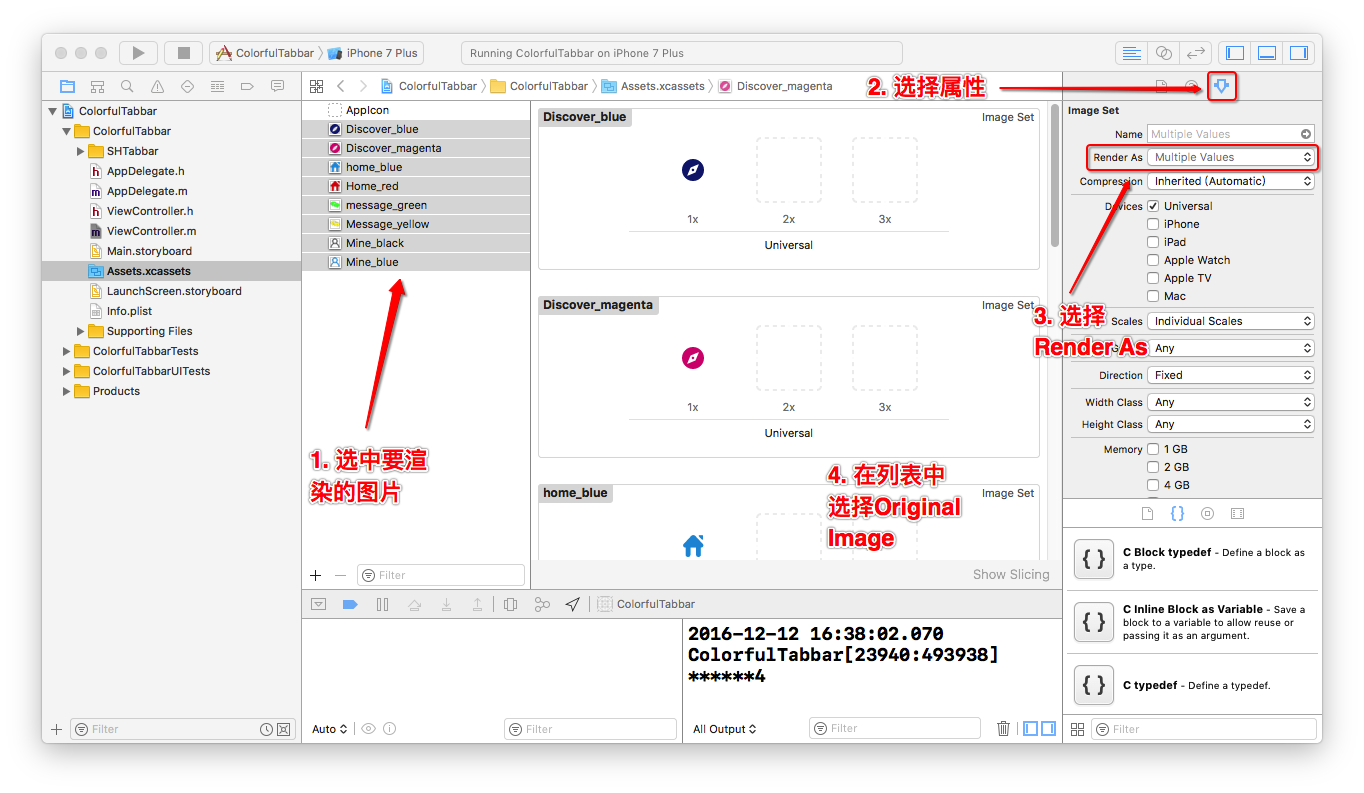 ColorfulTabbar
iPhone 7 Plus
Running ColorfulTabbar on iPhone 7 Plus
ColorfulTabbar
ColorfulTabbar
Assets.xcassets
Discover_magenta
2. 选择属性
ColorfulTabbar
ColorfulTabbar
SHTabbar
AppDelegate.h
AppDelegate.m
ViewController.h
ViewController.m
Main.storyboard
Assets.xcassets
LaunchScreen.storyboard
Info.plist
Supporting Files
ColorfulTabbarTests
ColorfulTabbarUITests
Products
Filter
AppIcon
Discover_blue
Discover_magenta
home_blue
Home_red
message_green
Message_yellow
Mine_black
Mine_blue
1. 选中要渲
染的图片
Filter
Discover_blue
Image Set
1x
2x
3x
Universal
Discover_magenta
Image Set
1x
2x
3x
Universal
home_blue
Image Set
4. 在列表中
选择Original
Image
Show Slicing
ColorfulTabbar
Auto
Filter
2016-12-12 16:38:02.070
ColorfulTabbar[23940:493938]
******4
All Output
Filter
Image Set
Name
Multiple Values
Render As
Multiple Values
Compression
Inherited (Automatic)
Devices
Universal
iPhone
iPad
Apple Watch
Apple TV
Mac
3. 选择
Render As
Scales
Individual Scales
Any
Direction
Fixed
Width Class
Any
Height Class
Any
Memory
1 GB
2 GB
4 GB
{}
{ }
C Block typedef - Define a block as
a type.
{ }
C Inline Block as Variable - Save a
block to a variable to allow reuse or
passing it as an argument.
{ }
C typedef - Define a typedef.
Filter